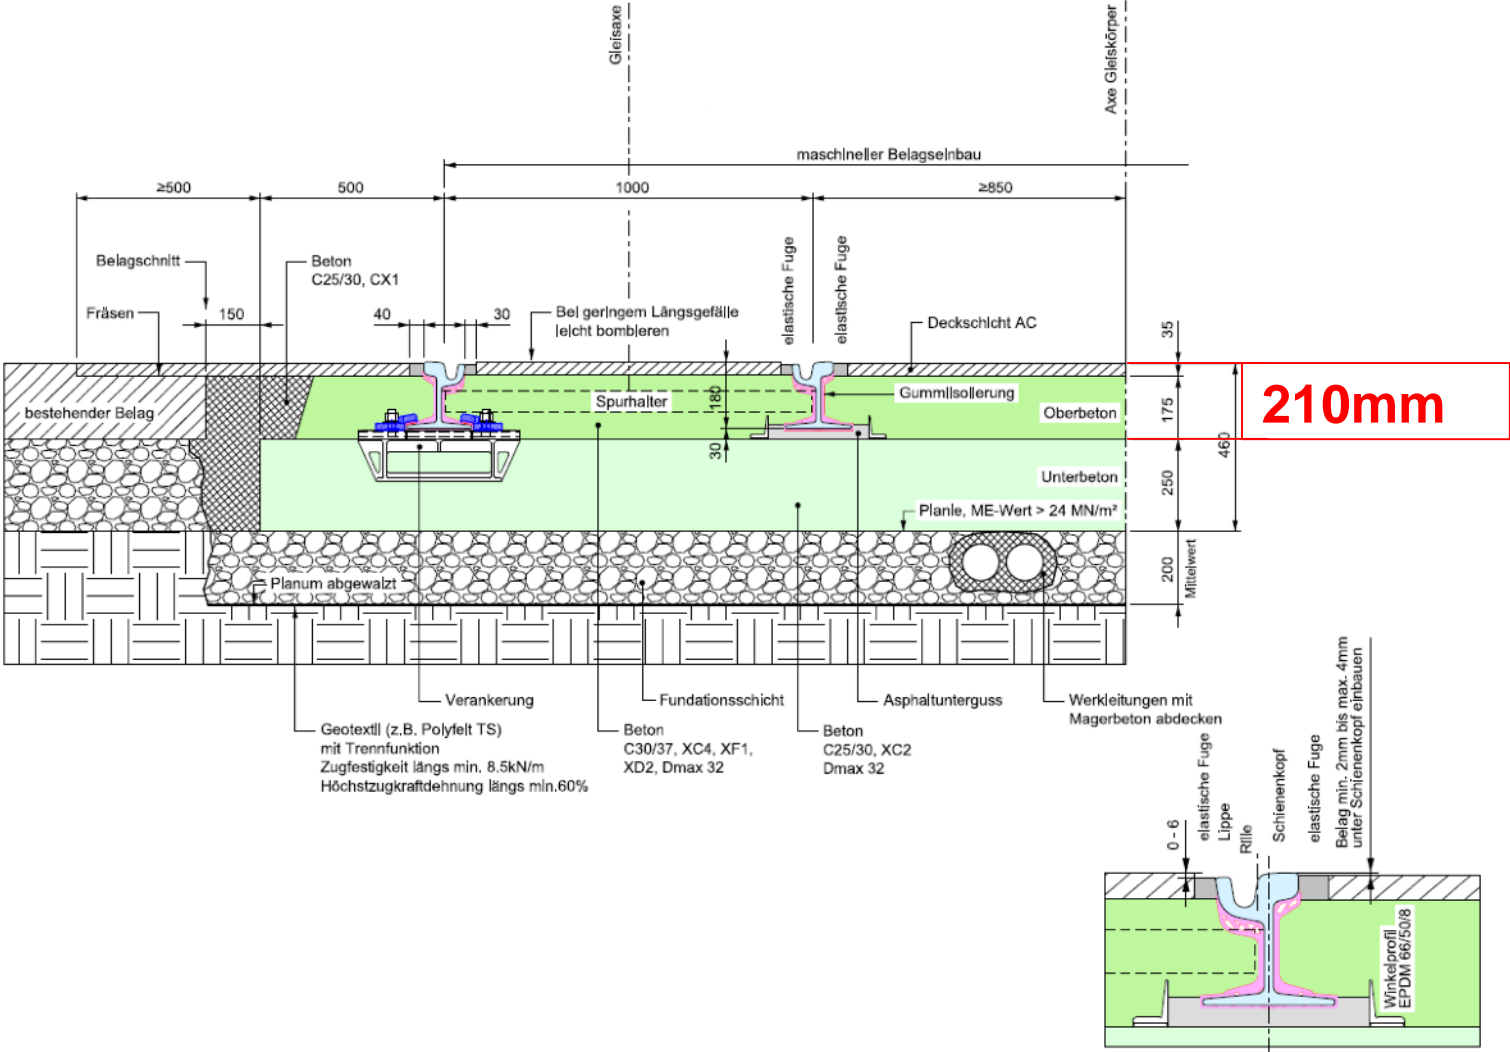 Gleisaxe
Axe Gleiskörper
maschineller Belagseinbau
≥500
500
1000
≥850
Belagschnitt
Beton
C25/30, CX1
elastische Fuge
elastische Fuge
Fräsen
150
40
30
Bei geringem Längsgefälle
leicht bombieren
Deckschicht AC
35
bestehender Belag
Spurhalter
180
Gummiisolierung
Oberbeton
175
210mm
460
30
Unterbeton
250
Planie, ME-Wert > 24 MN/m²
Planum abgewalzt
200
Mittelwert
Verankerung
Fundationsschicht
Asphaltunterguss
Werkleitungen mit
Magerbeton abdecken
Geotextil (z.B. Polyfelt TS)
mit Trennfunktion
Zugfestigkeit längs min. 8.5kN/m
Höchstzugkraftdehnung längs min.60%
Beton
C30/37, XC4, XF1,
XD2, Dmax 32
Beton
C25/30, XC2
Dmax 32
0 - 6
elastische Fuge
Lippe
Rille
Schienenkopf
elastische Fuge
Belag min. 2mm bis max. 4mm
unter Schienenkopf einbauen
Winkelprofil
EPDM 66/50/8